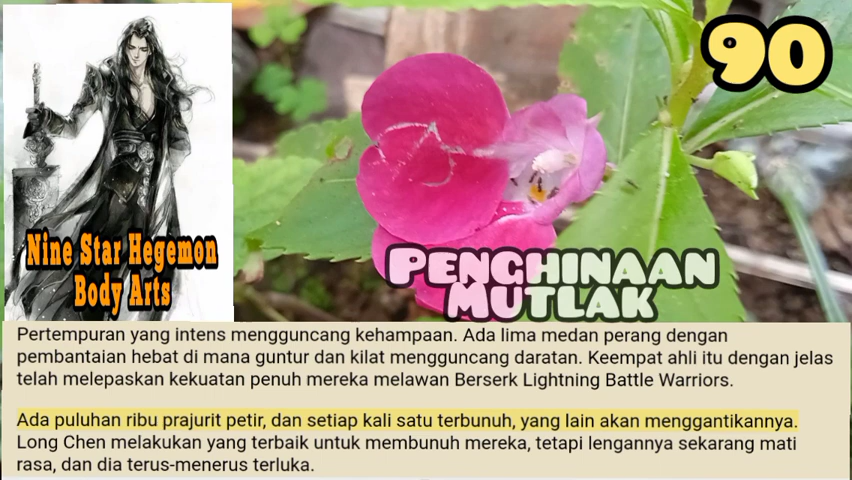 90
Nine Star Hegemon
Body Arts
Penghinaan
Mutlak
Pertempuran yang intens mengguncang kehampaan. Ada lima medan perang dengan
pembantaian hebat di mana guntur dan kilat mengguncang daratan. Keempat ahli itu dengan jelas
telah melepaskan kekuatan penuh mereka melawan Berserk Lightning Battle Warriors.
Ada puluhan ribu prajurit petir, dan setiap kali satu terbunuh, yang lain akan menggantikannya.
Long Chen melakukan yang terbaik untuk membunuh mereka, tetapi lengannya sekarang mati
rasa, dan dia terus-menerus terluka.